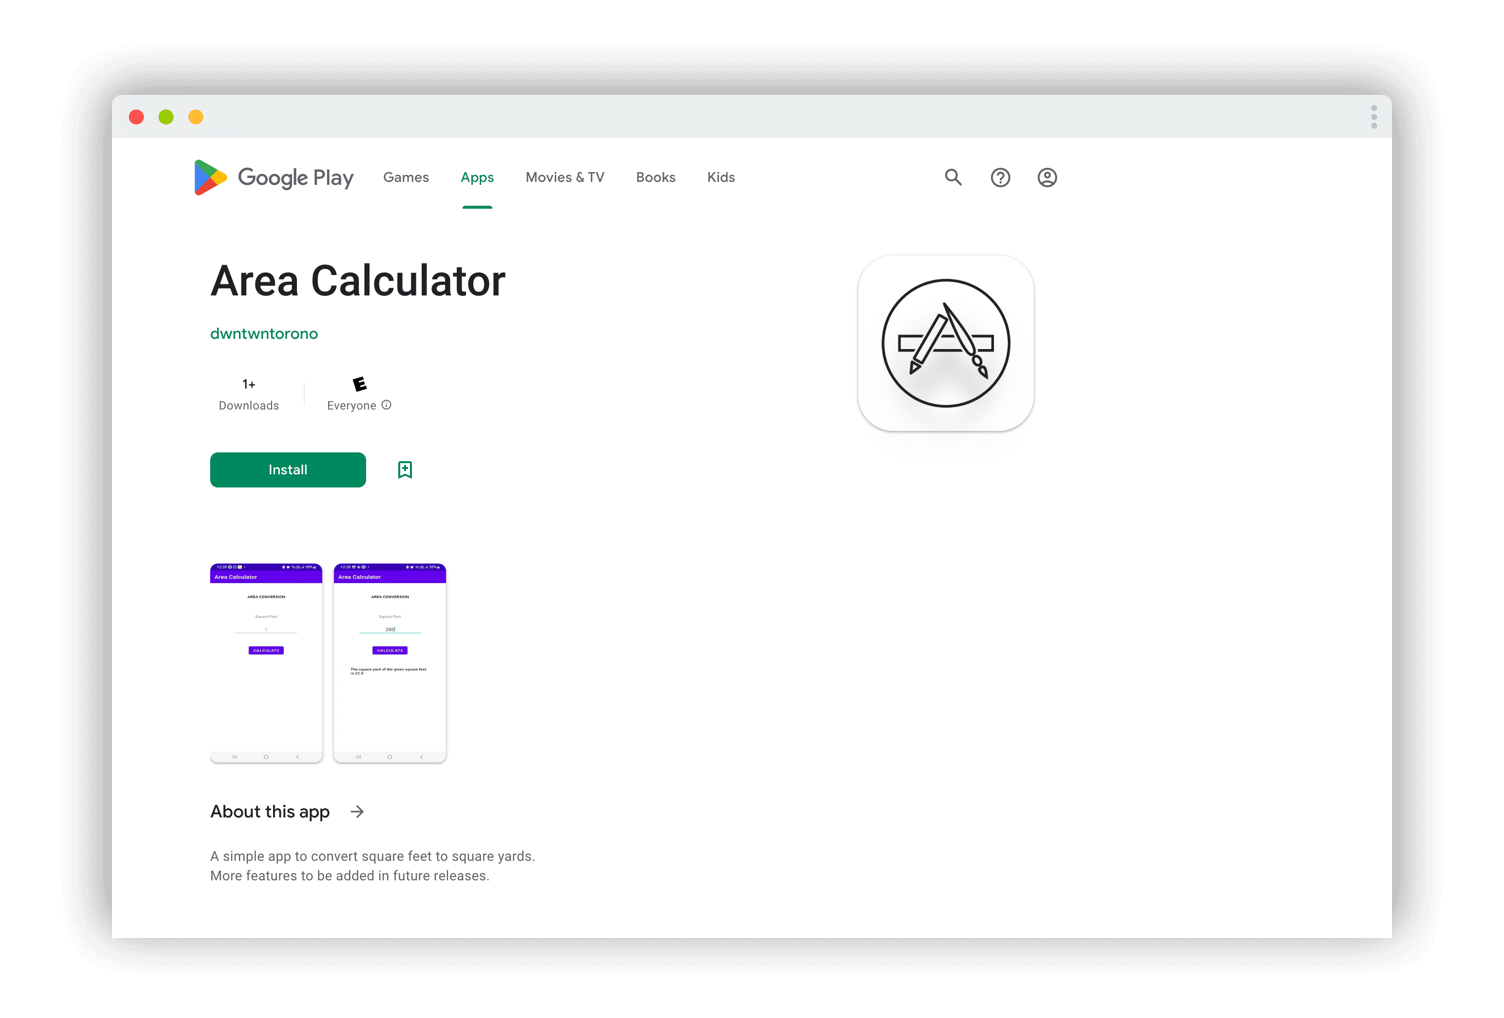 Google Play Games Apps Movies & TV Books Kids
Area Calculator
dwntwntorono
1+
Downloads
E
Everyone
Install
Area Calculator
AREA CONVERSION
Square Feet
1
CALCULATE
Area Calculator
AREA CONVERSION
Square Feet
200
CALCULATE
The square yard of the given square feet
About this app
A simple app to convert square feet to square yards.
More features to be added in future releases.